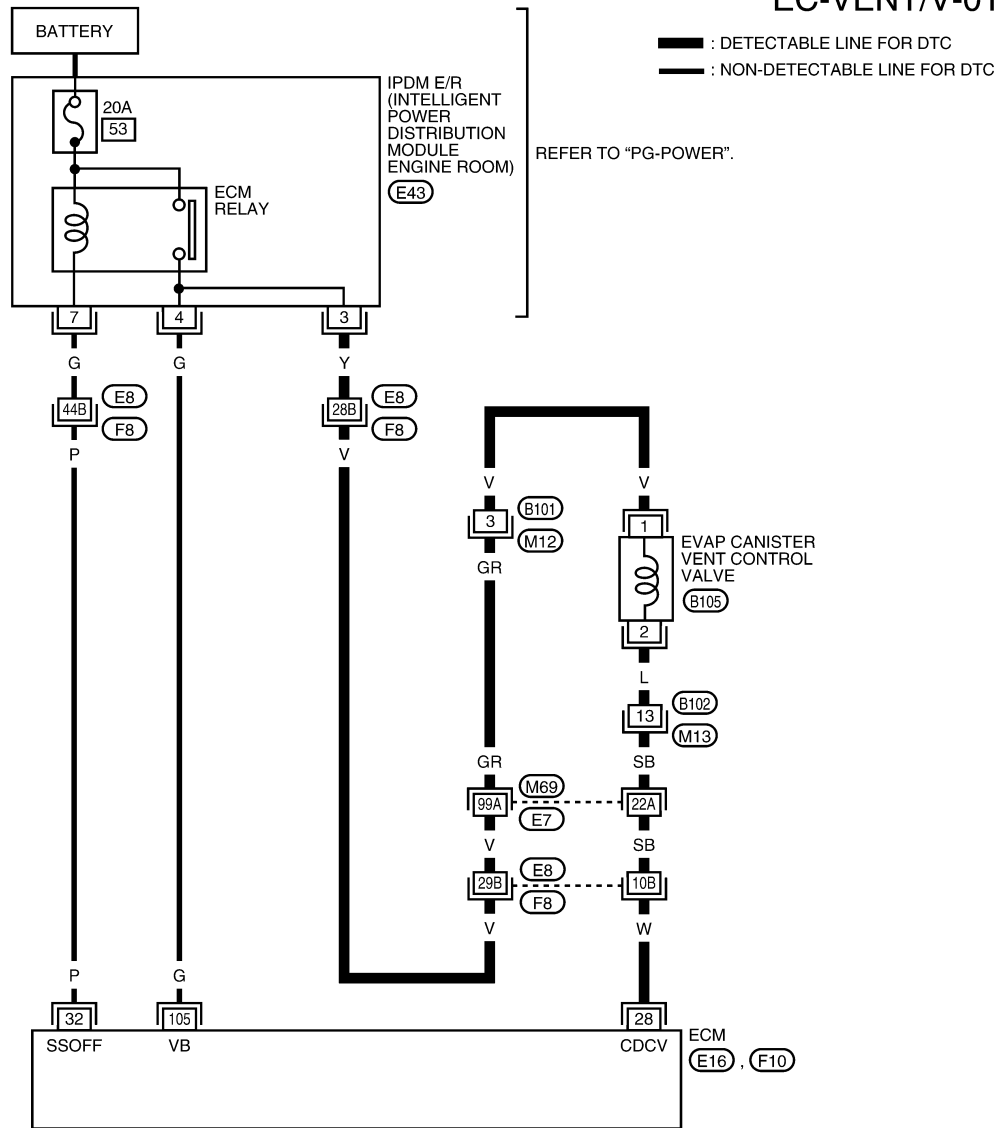 EC-VENT/V-01
BATTERY
: DETECTABLE LINE FOR DTC
: NON-DETECTABLE LINE FOR DTC
20A
53
IPDM E/R
(INTELLIGENT
POWER
DISTRIBUTION
MODULE
ENGINE ROOM)
E43
REFER TO “PG-POWER”.
ECM
RELAY
7
4
3
G
G
Y
44B
E8
F8
28B
E8
F8
P
V
V
V
3
B101
M12
GR
1
EVAP CANISTER
VENT CONTROL
VALVE
B105
2
L
13
B102
M13
GR
SB
99A
M69
E7
22A
V
SB
29B
E8
F8
10B
V
W
P
G
32
105
28
SSOFF
VB
CDCV
ECM
E16 , F10